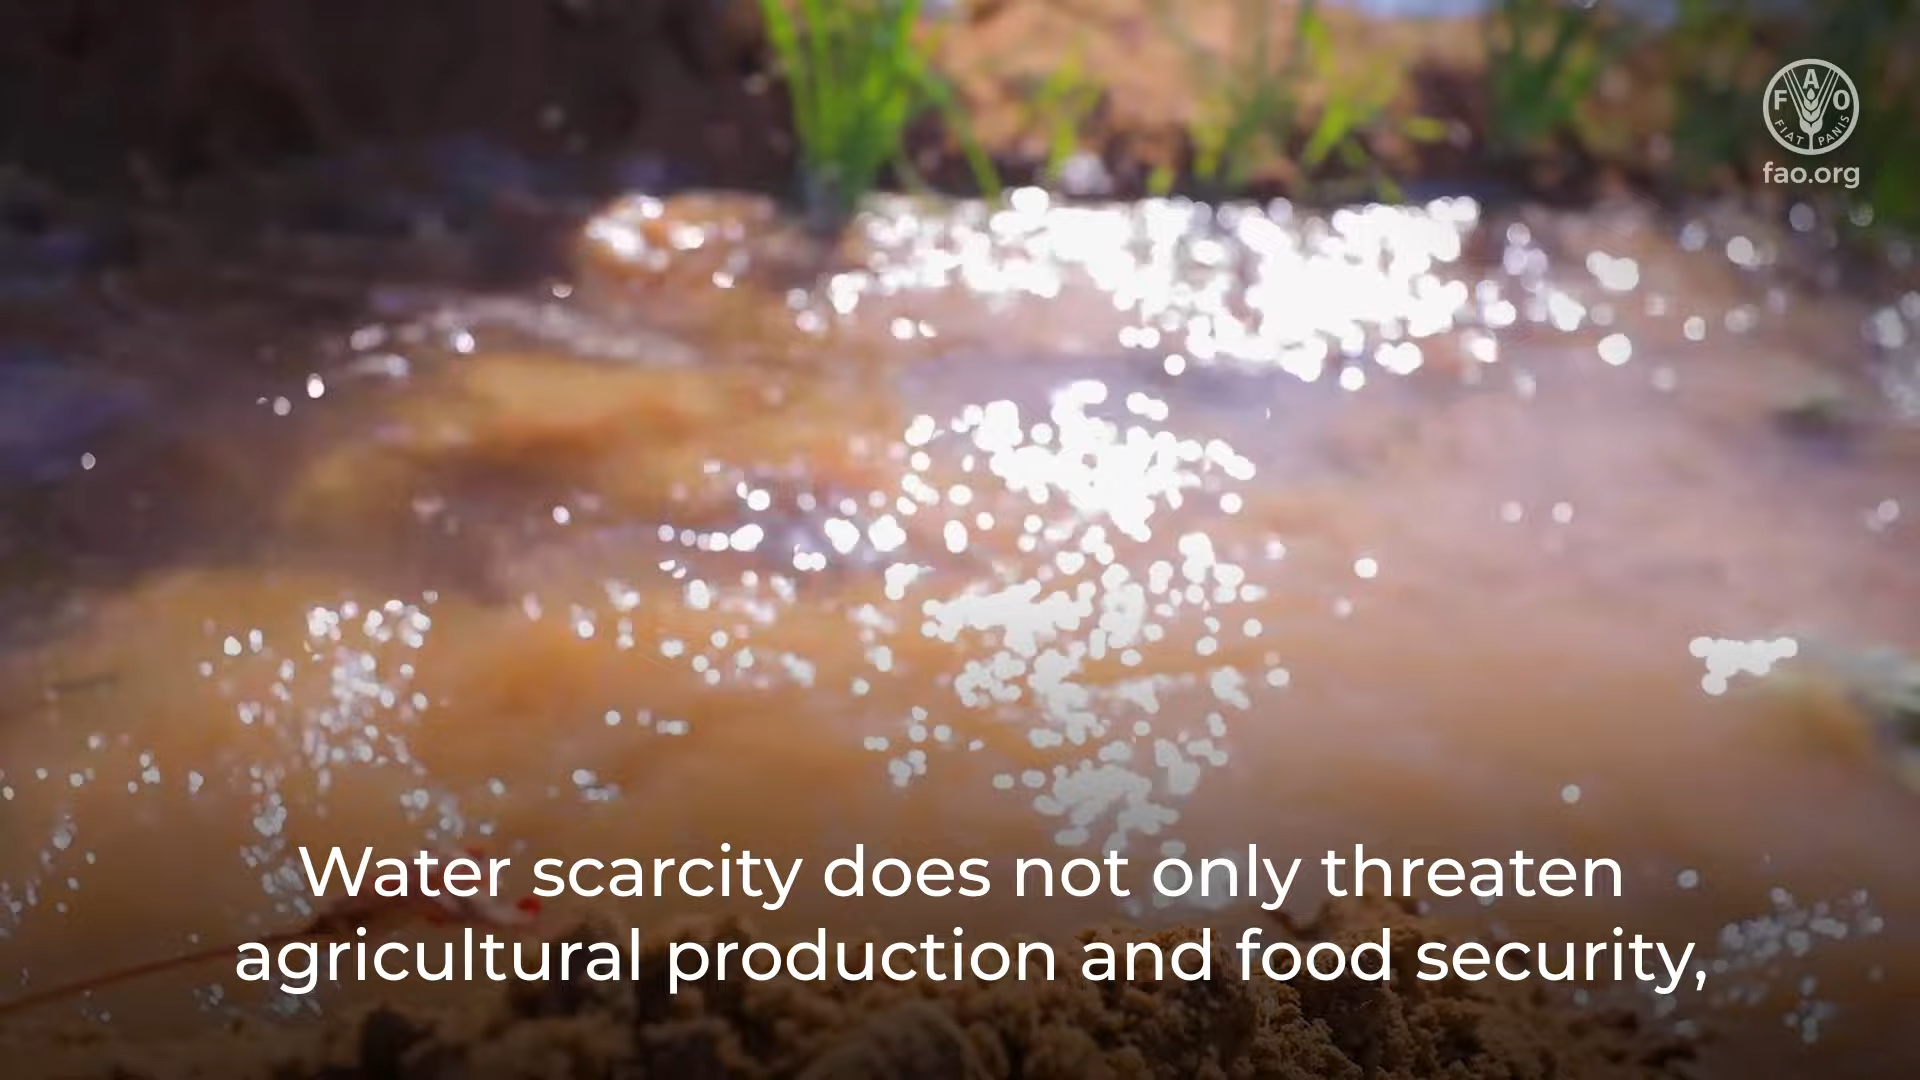 F A O
FIAT PANIS
fao.org
Water scarcity does not only threaten
agricultural production and food security,